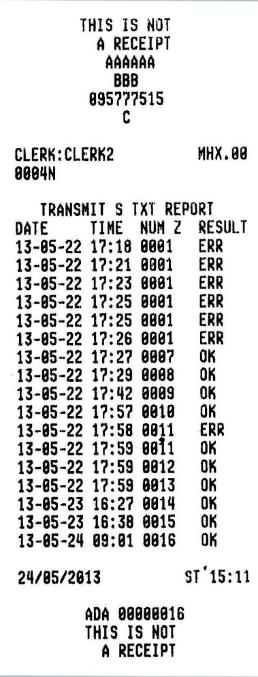 THIS IS NOT
A RECEIPT
AAAAAA
BBB
095777515
C
CLERK:CLERK2 MHX.00
0004N
TRANSMIT S TXT REPORT
DATE TIME NUM Z RESULT
13-05-22 17:18 0001 ERR
13-05-22 17:21 0001 ERR
13-05-22 17:23 0001 ERR
13-05-22 17:25 0001 ERR
13-05-22 17:25 0001 ERR
13-05-22 17:26 0001 ERR
13-05-22 17:27 0007 OK
13-05-22 17:29 0008 OK
13-05-22 17:42 0009 OK
13-05-22 17:57 0010 OK
13-05-22 17:58 0011 ERR
13-05-22 17:59 0011 OK
13-05-22 17:59 0012 OK
13-05-22 17:59 0013 OK
13-05-23 16:27 0014 OK
13-05-23 16:38 0015 OK
13-05-24 09:01 0016 OK
24/05/2013 ST 15:11
ADA 00000016
THIS IS NOT
A RECEIPT